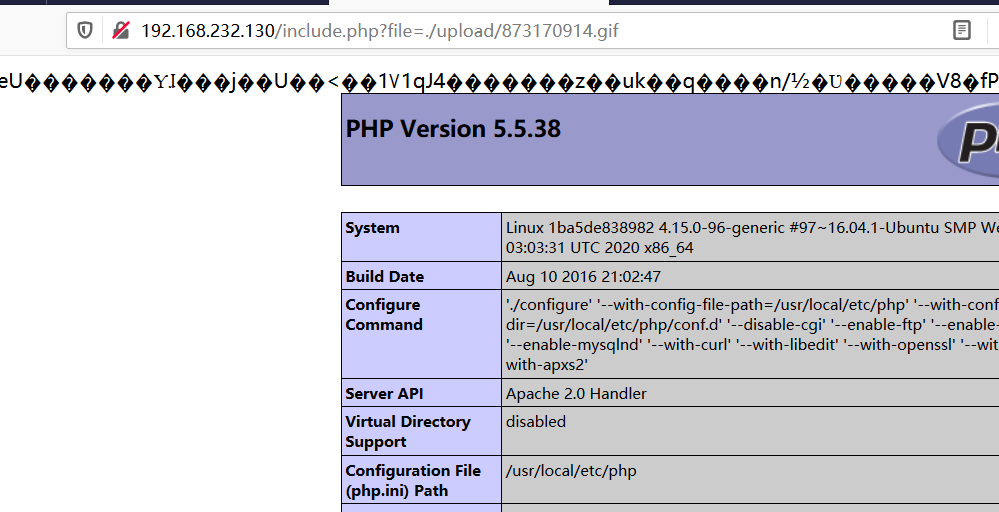 192.168.232.130/include.php?file=./upload/873170914.gif
eU�������YI���j��U��<��1V1qJ4�������z��uk��q����n/½�U�����V8�fP
PHP Version 5.5.38
System
Linux 1ba5de838982 4.15.0-96-generic #97~16.04.1-Ubuntu SMP We
03:03:31 UTC 2020 x86_64
Build Date
Aug 10 2016 21:02:47
Configure
Command
'./configure' '--with-config-file-path=/usr/local/etc/php' '--with-conf
dir=/usr/local/etc/php/conf.d' '--disable-cgi' '--enable-ftp' '--enable-
'--enable-mysqlnd' '--with-curl' '--with-libedit' '--with-openssl' '--wit
with-apxs2'
Server API
Apache 2.0 Handler
Virtual Directory
Support
disabled
Configuration File
(php.ini) Path
/usr/local/etc/php